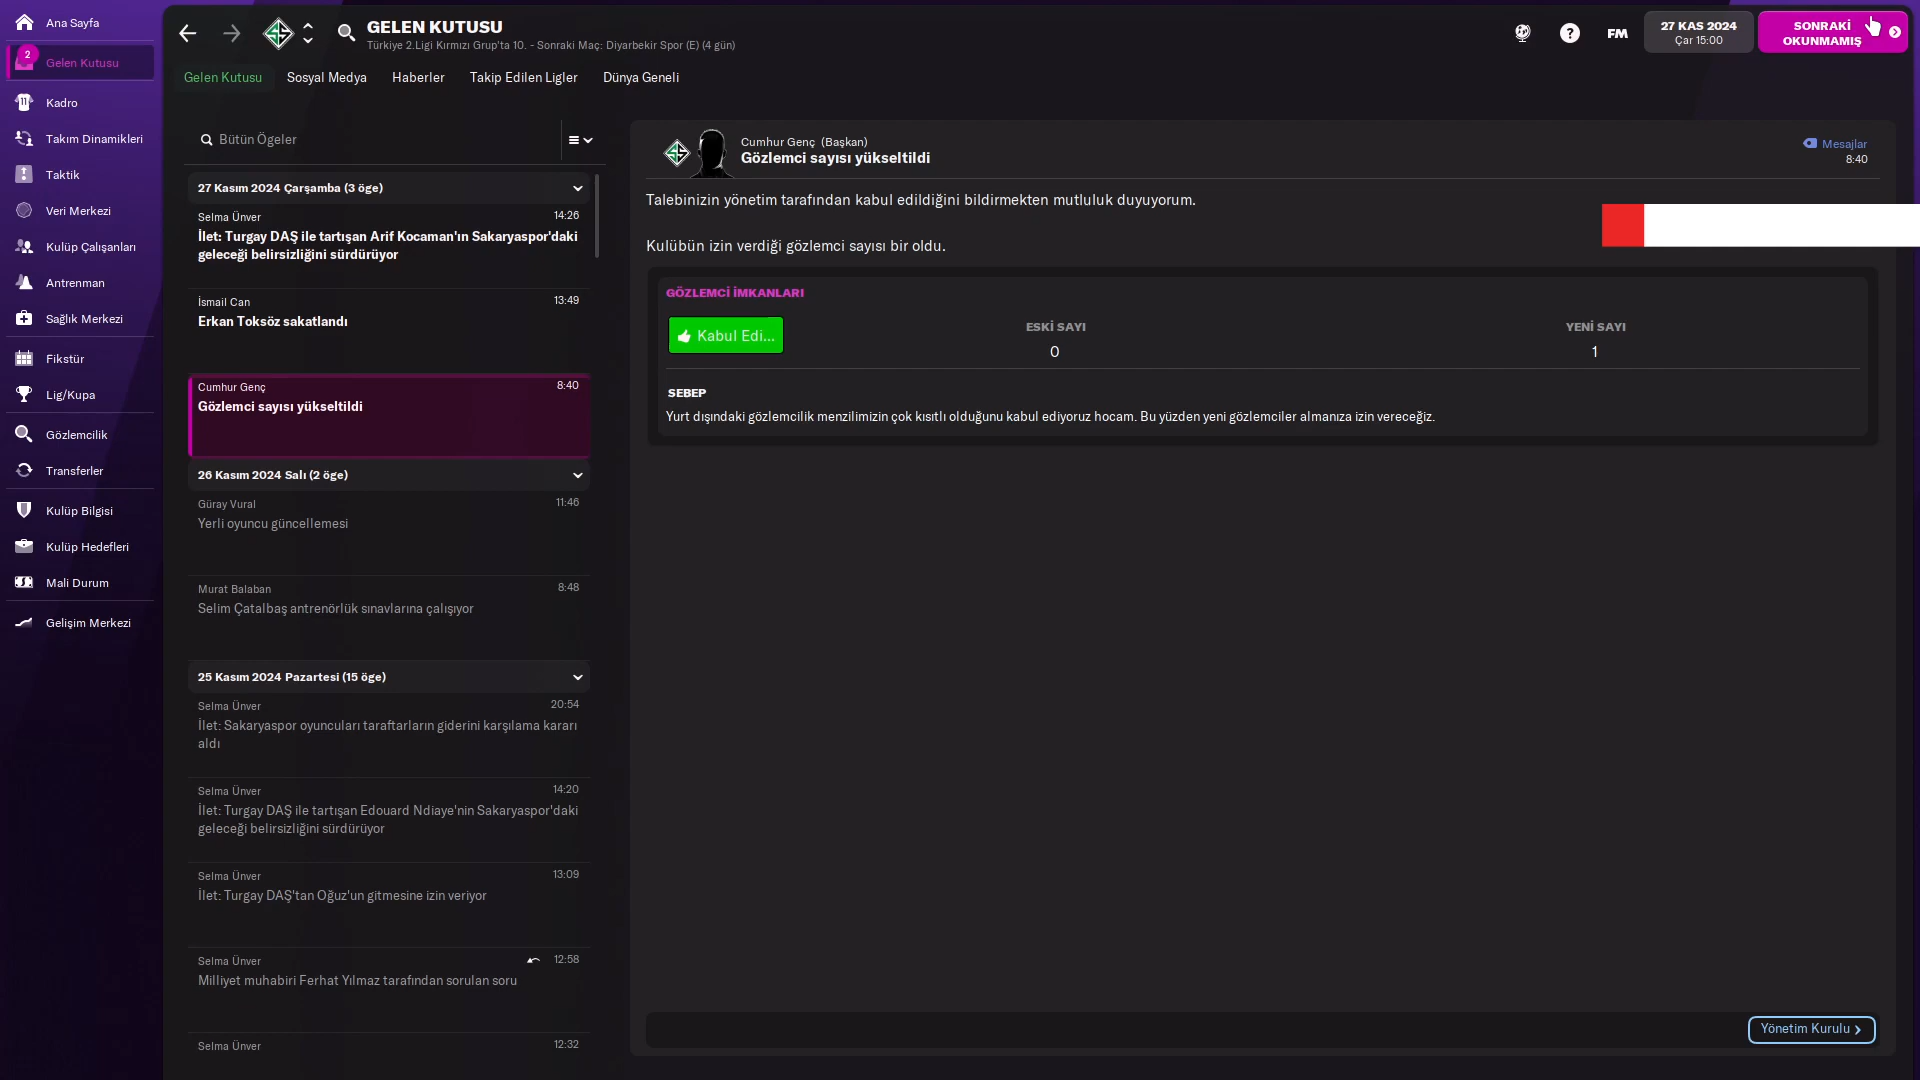 Ana Sayfa
2
Gelen Kutusu
11
Kadro
Takım Dinamikleri
Taktik
Veri Merkezi
Kulüp Çalışanları
Antrenman
Sağlık Merkezi
Fikstür
Lig/Kupa
Gözlemcilik
Transferler
Kulüp Bilgisi
Kulüp Hedefleri
Mali Durum
Gelişim Merkezi
GELEN KUTUSU
Türkiye 2.Ligi Kırmızı Grup'ta 10. - Sonraki Maç: Diyarbekir Spor (E) (4 gün)
?
FM
27 KAS 2024
Çar 15:00
SONRAKİ
OKUNMAMIŞ
Gelen Kutusu
Sosyal Medya
Haberler
Takip Edilen Ligler
Dünya Geneli
Bütün Ögeler
27 Kasım 2024 Çarşamba (3 öge)
Selma Ünver 14:26
İlet: Turgay DAŞ ile tartışan Arif Kocaman'ın Sakaryaspor'daki
geleceği belirsizliğini sürdürüyor
İsmail Can 13:49
Erkan Toksöz sakatlandı
Cumhur Genç 8:40
Gözlemci sayısı yükseltildi
26 Kasım 2024 Salı (2 öge)
Güray Vural 11:46
Yerli oyuncu güncellemesi
Murat Balaban 8:48
Selim Çatalbaş antrenörlük sınavlarına çalışıyor
25 Kasım 2024 Pazartesi (15 öge)
Selma Ünver 20:54
İlet: Sakaryaspor oyuncuları taraftarların giderini karşılama kararı
aldı
Selma Ünver 14:20
İlet: Turgay DAŞ ile tartışan Edouard Ndiaye'nin Sakaryaspor'daki
geleceği belirsizliğini sürdürüyor
Selma Ünver 13:09
İlet: Turgay DAŞ'tan Oğuz'un gitmesine izin veriyor
Selma Ünver 12:58
Milliyet muhabiri Ferhat Yılmaz tarafından sorulan soru
Selma Ünver 12:32
Cumhur Genç (Başkan)
Gözlemci sayısı yükseltildi
Mesajlar
8:40
Talebinizin yönetim tarafından kabul edildiğini bildirmekten mutluluk duyuyorum.
Kulübün izin verdiği gözlemci sayısı bir oldu.
GÖZLEMCİ İMKANLARI
Kabul Edi...
ESKİ SAYI
0
YENİ SAYI
1
SEBEP
Yurt dışındaki gözlemcilik menzilimizin çok kısıtlı olduğunu kabul ediyoruz hocam. Bu yüzden yeni gözlemciler almanıza izin vereceğiz.
Yönetim Kurulu